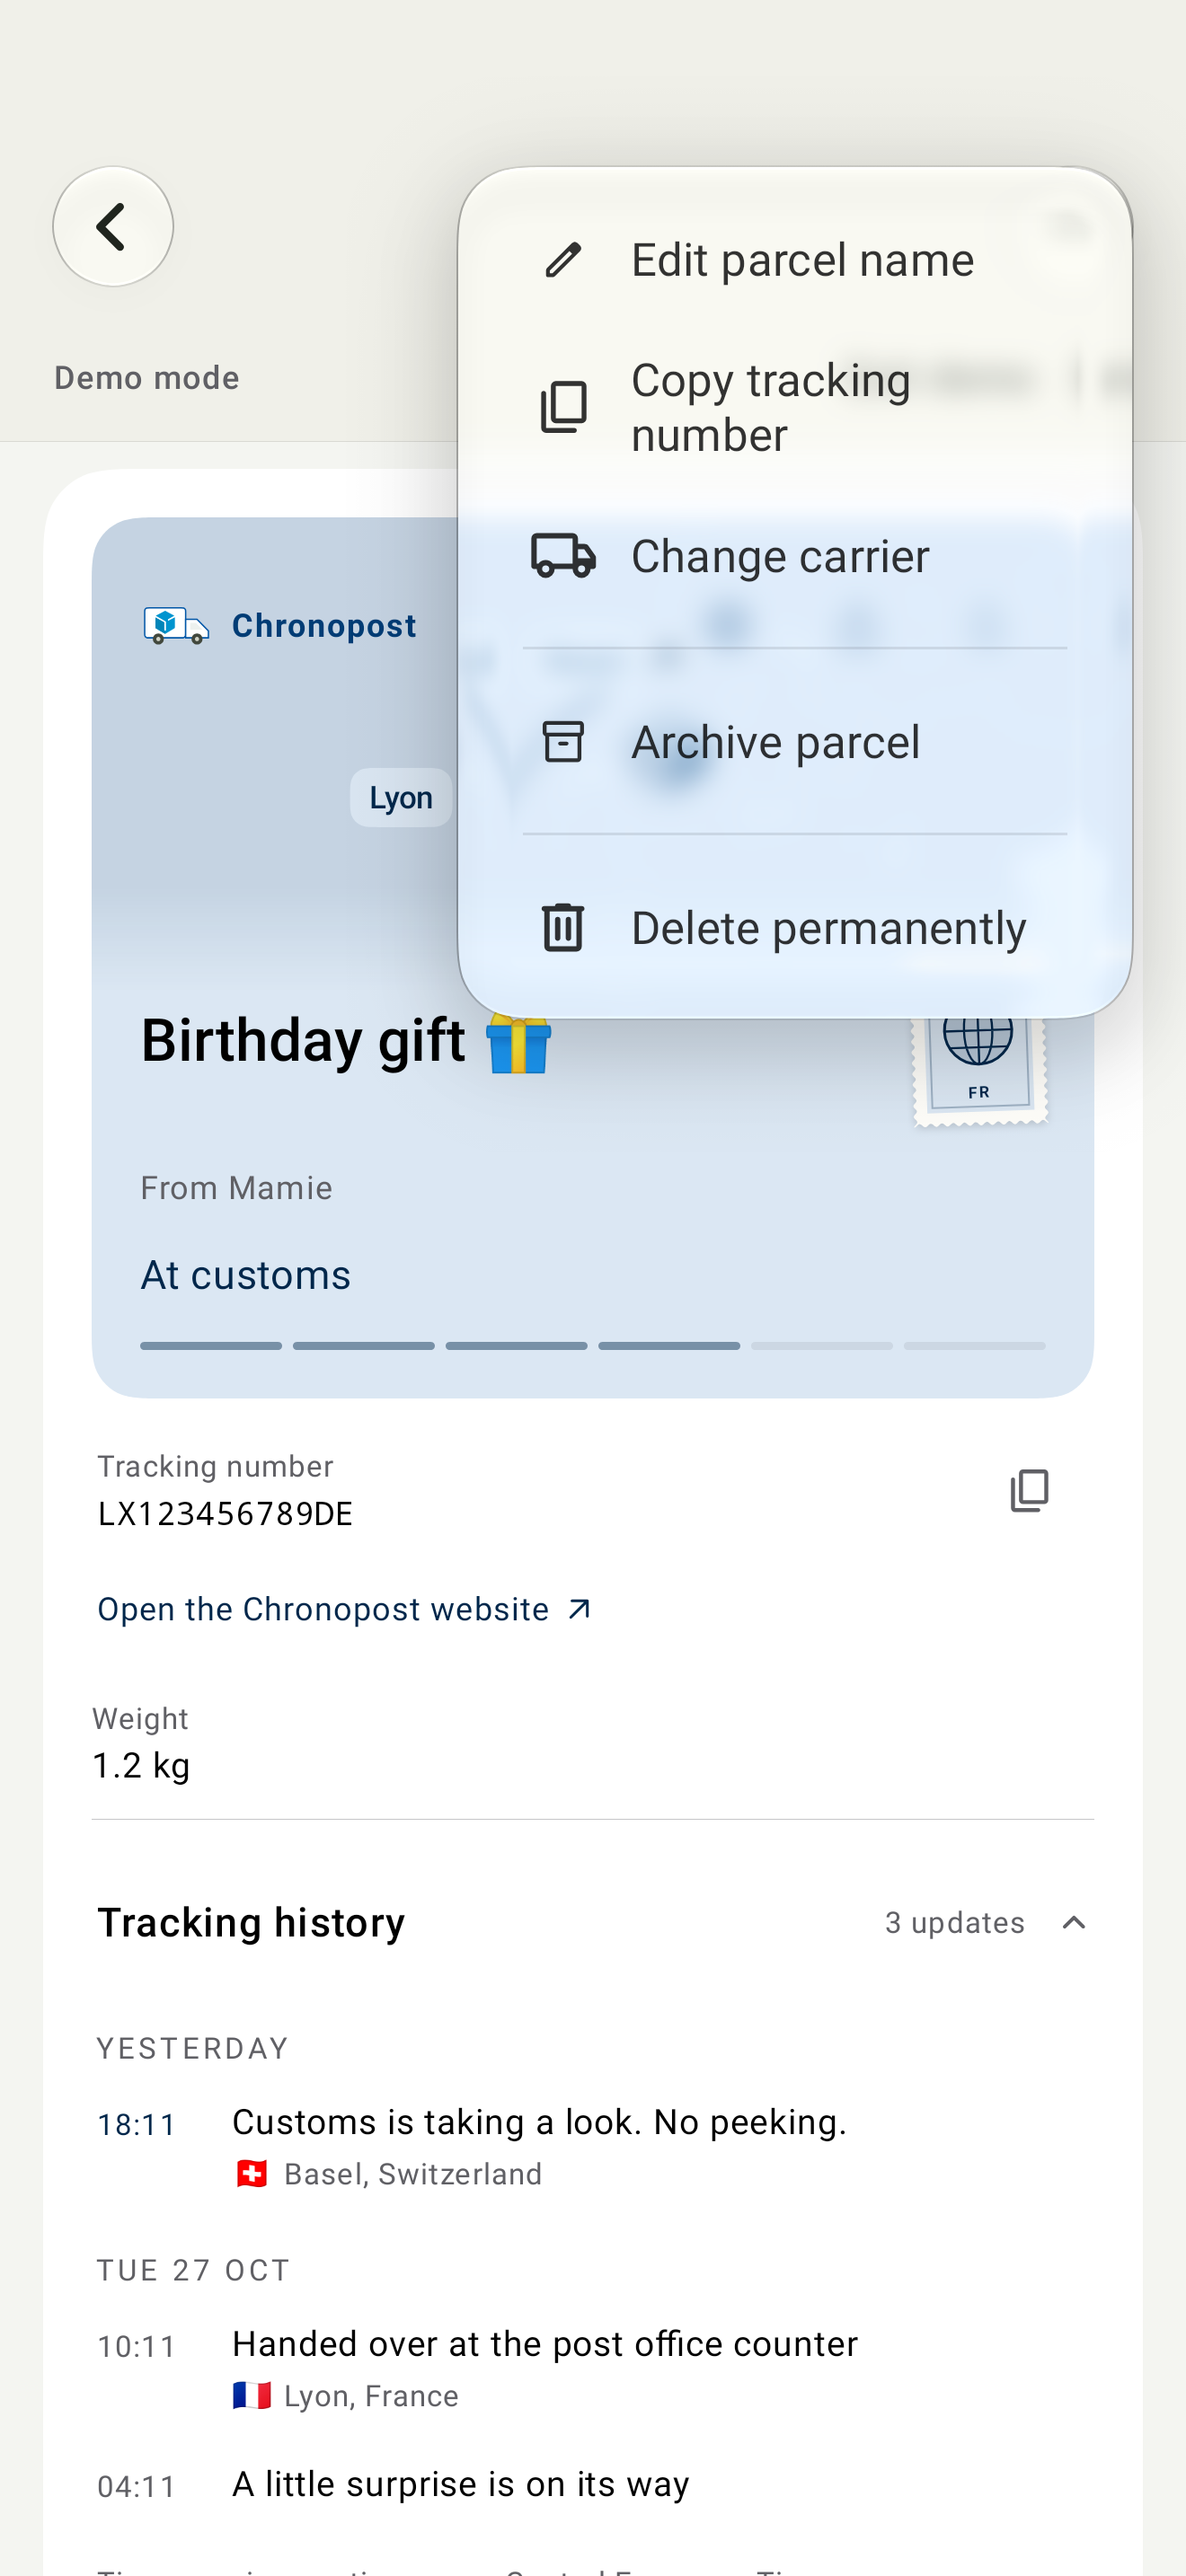 Edit parcel name
Demo mode
Copy tracking
number
Change carrier
Chronopost
Archive parcel
Lyon
Delete permanently
Birthday gift 🎁
FR
From Mamie
At customs
Tracking number
LX123456789DE
Open the Chronopost website ↗
Weight
1.2 kg
Tracking history
3 updates
YESTERDAY
18:11 Customs is taking a look. No peeking.
🇨🇭 Basel, Switzerland
TUE 27 OCT
10:11 Handed over at the post office counter
🇫🇷 Lyon, France
04:11 A little surprise is on its way